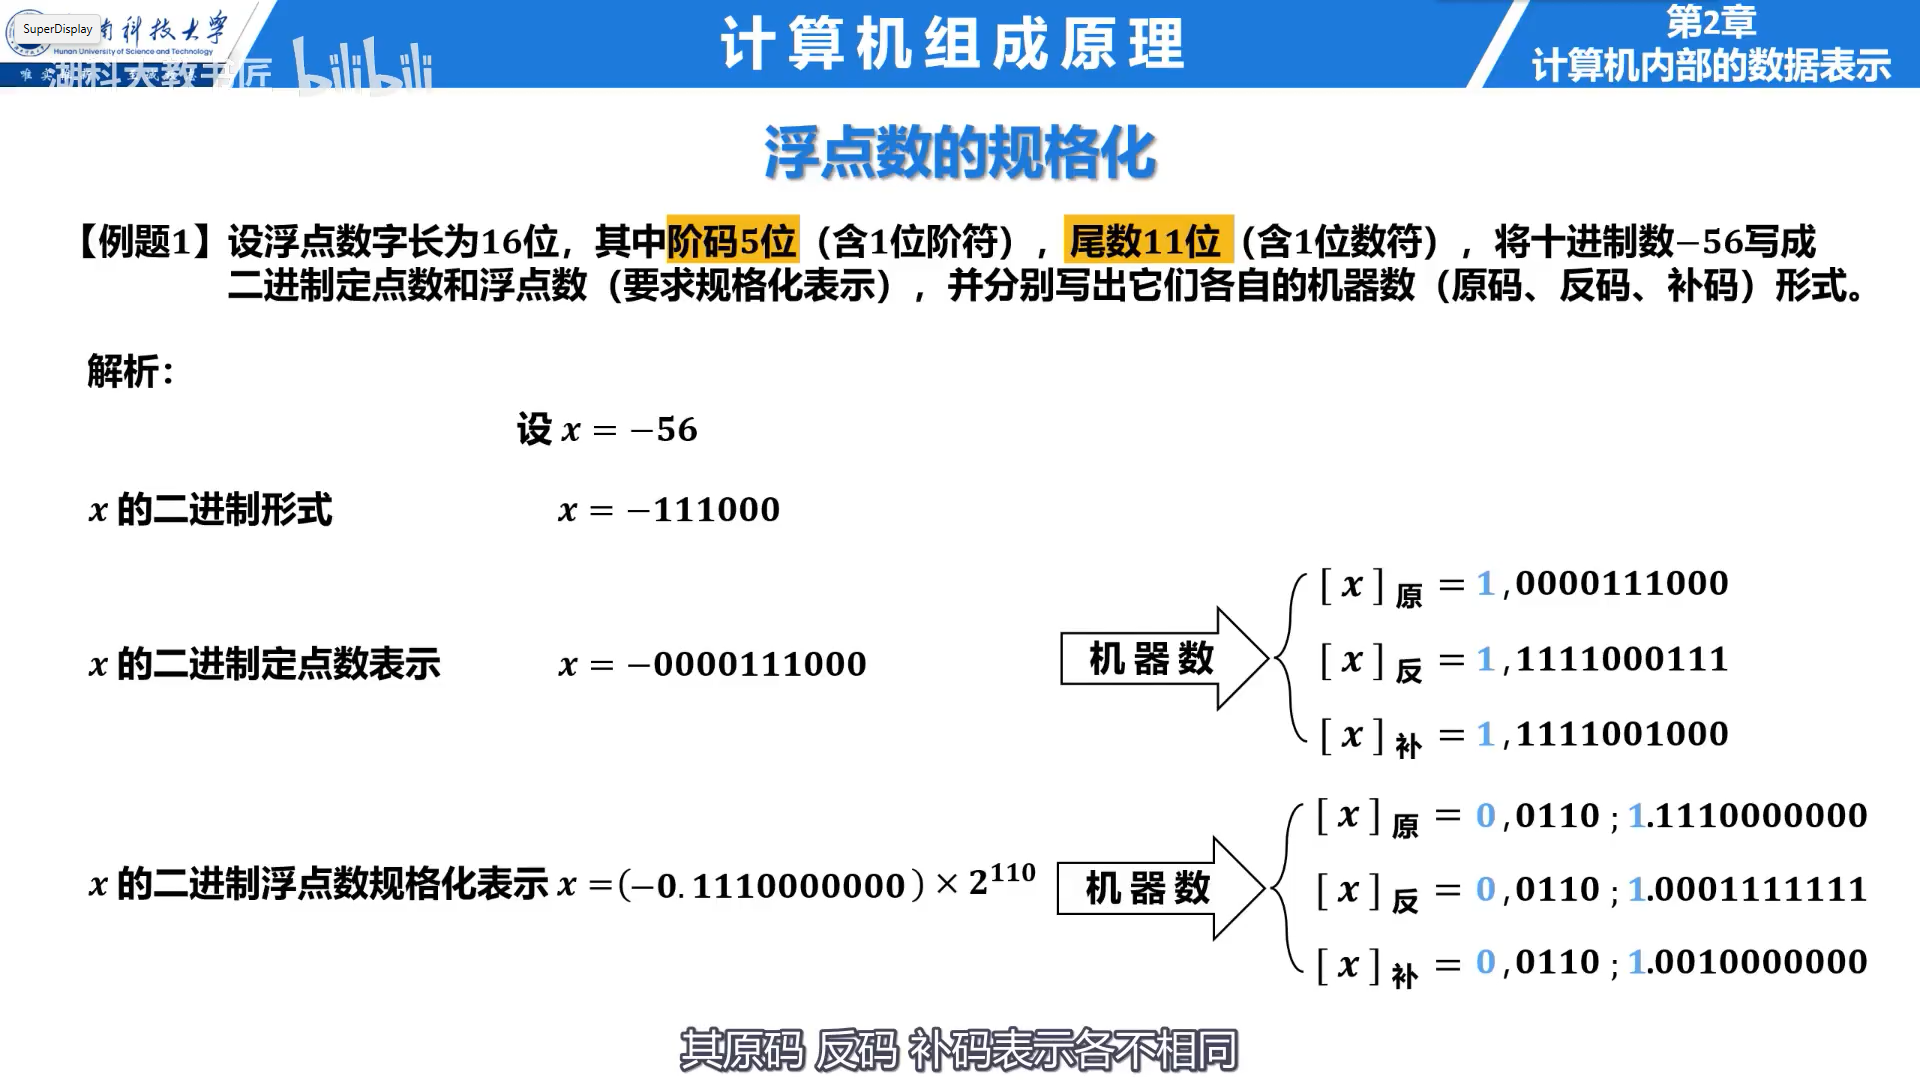 SuperDisplay
南科技大学
Hunan University of Science and Technology
湖科大教书匠 bilibili
计算机组成原理
第2章
计算机内部的数据表示
浮点数的规格化
【例题1】设浮点数字长为16位，其中阶码5位（含1位阶符），尾数11位（含1位数符），将十进制数−56写成
二进制定点数和浮点数（要求规格化表示），并分别写出它们各自的机器数（原码、反码、补码）形式。
解析：
设 x = −56
x 的二进制形式 x = −111000
x 的二进制定点数表示 x = −0000111000
机器数
[ x ]原 = 1 ,0000111000
[ x ]反 = 1 ,1111000111
[ x ]补 = 1 ,1111001000
x 的二进制浮点数规格化表示 x = (−0.1110000000) × 2^110
机器数
[ x ]原 = 0 ,0110 ; 1.1110000000
[ x ]反 = 0 ,0110 ; 1.0001111111
[ x ]补 = 0 ,0110 ; 1.0010000000
其原码 反码 补码表示各不相同